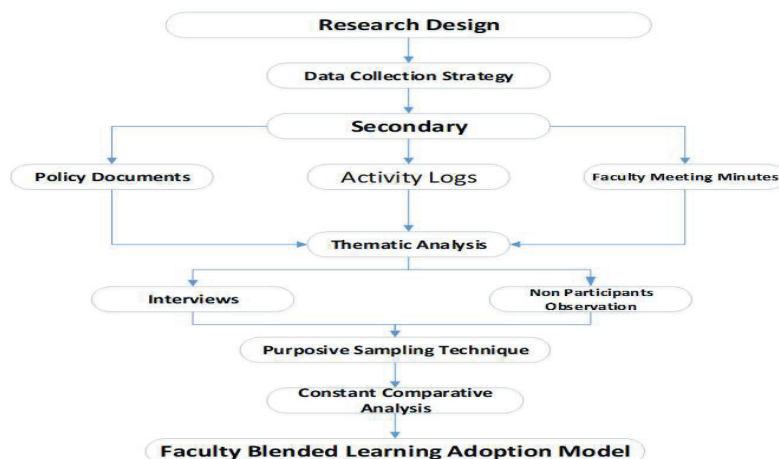 Research Design
Data Collection Strategy
Secondary
Policy Documents
Activity Logs
Faculty Meeting Minutes
Thematic Analysis
Interviews
Non Participants
Observation
Purposive Sampling Technique
Constant Comparative
Analysis
Faculty Blended Learning Adoption Model